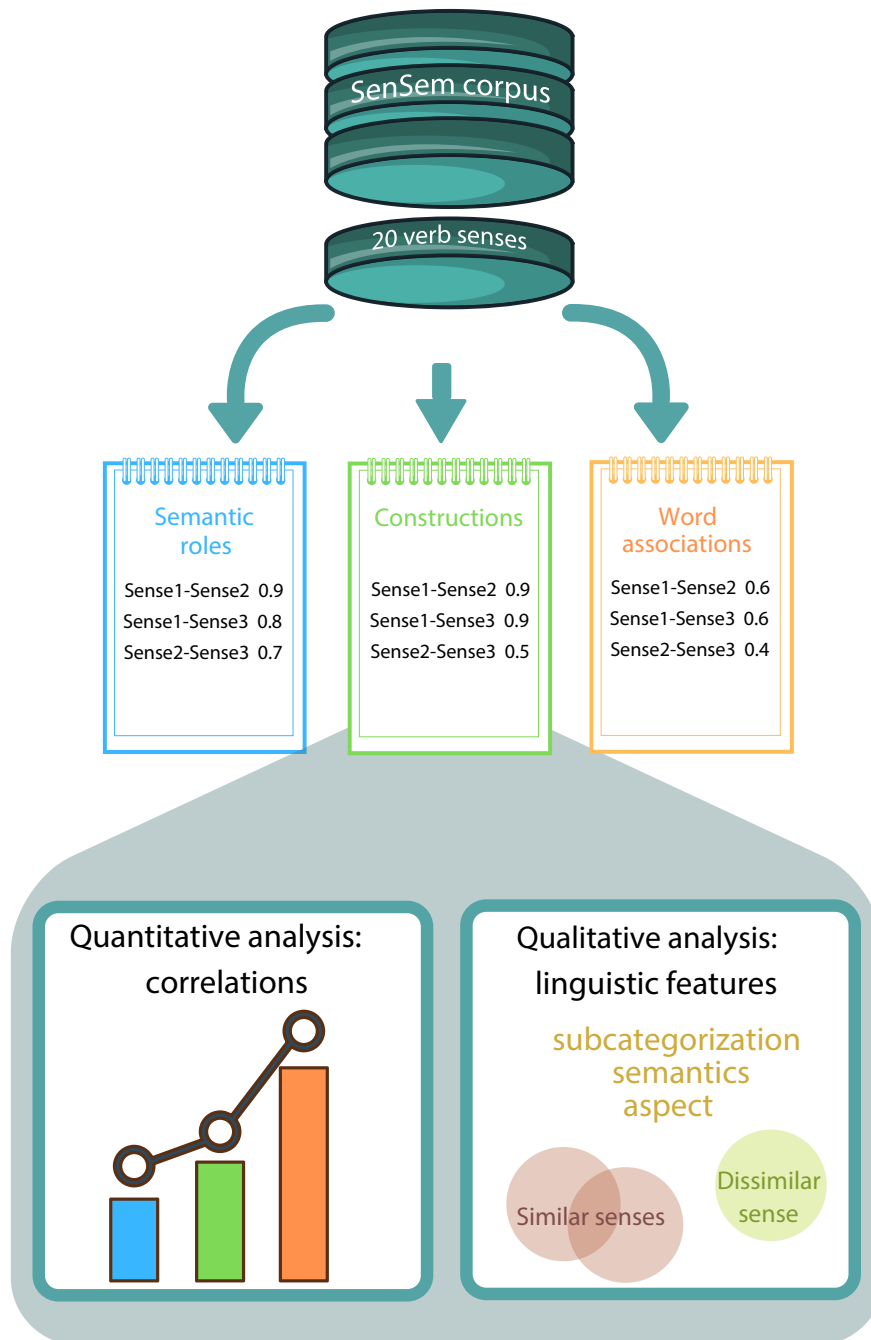 SenSem corpus
20 verb senses
Semantic
roles
Sense1-Sense2 0.9
Sense1-Sense3 0.8
Sense2-Sense3 0.7
Constructions
Sense1-Sense2 0.9
Sense1-Sense3 0.9
Sense2-Sense3 0.5
Word
associations
Sense1-Sense2 0.6
Sense1-Sense3 0.6
Sense2-Sense3 0.4
Quantitative analysis:
correlations
Qualitative analysis:
linguistic features
subcategorization
semantics
aspect
Similar senses
Dissimilar
sense